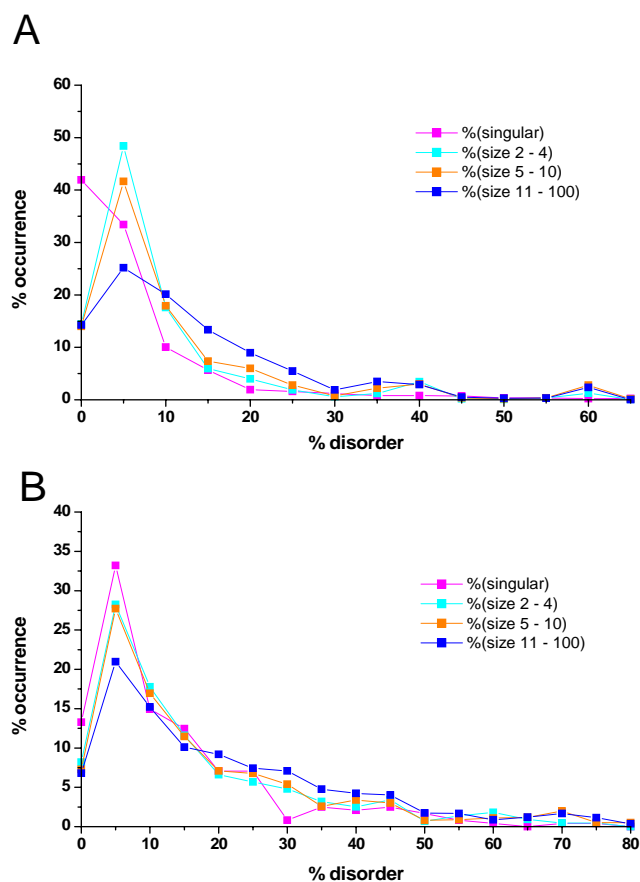 A
60
50
40
30
20
10
0
% occurrence
%(singular)
%(size 2 - 4)
%(size 5 - 10)
%(size 11 - 100)
0 10 20 30 40 50 60
% disorder
B
40
35
30
25
20
15
10
5
0
% occurrence
%(singular)
%(size 2 - 4)
%(size 5 - 10)
%(size 11 - 100)
0 10 20 30 40 50 60 70 80
% disorder